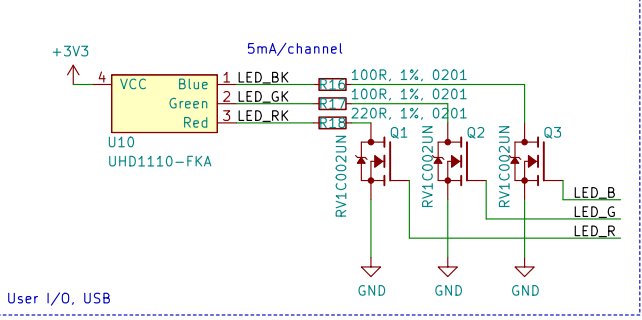 5mA/channel
+3V3
4 VCC Blue 1 LED_BK R16 100R, 1%, 0201
Green 2 LED_GK R17 100R, 1%, 0201
Red 3 LED_RK R18 220R, 1%, 0201
U10
UHD1110-FKA
Q1 Q2 Q3
RV1C002UN RV1C002UN RV1C002UN
LED_B
LED_G
LED_R
GND GND GND
User I/O, USB